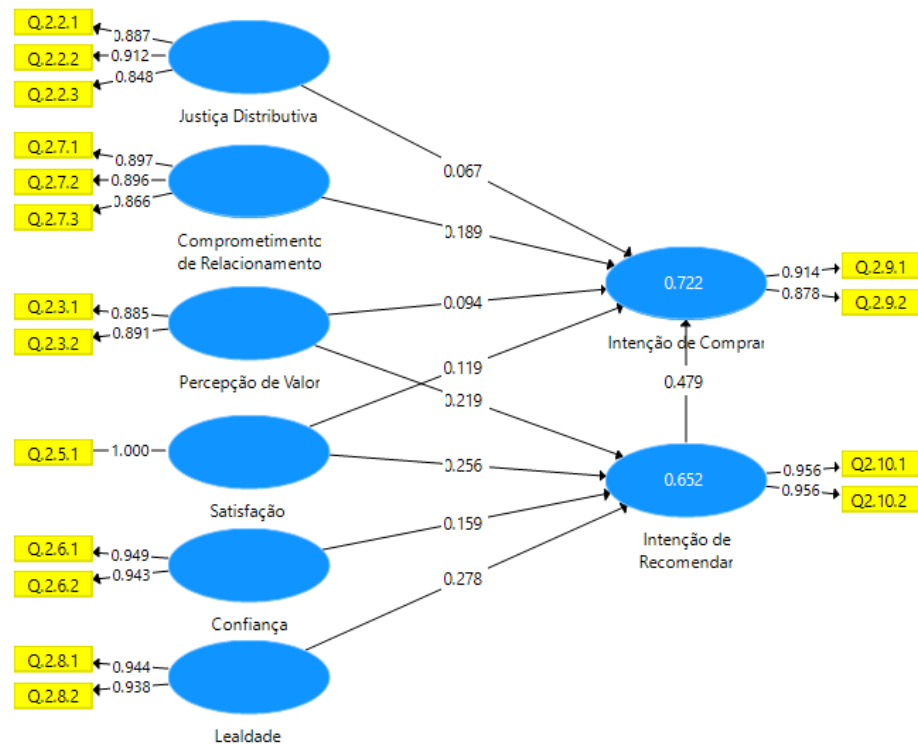 Q,2.2.1
0.887
Q,2.2.2
0.912
Q,2.2.3
0.848
Justiça Distributiva
Q,2.7.1
0.897
Q,2.7.2
0.896
Q,2.7.3
0.866
Comprometimento
de Relacionamento
Q,2.3.1
0.885
Q,2.3.2
0.891
Percepção de Valor
Q,2.5.1
1.000
Satisfação
Q,2.6.1
0.949
Q,2.6.2
0.943
Confiança
Q,2.8.1
0.944
Q,2.8.2
0.938
Lealdade
0.067
0.189
0.094
0.119
0.219
0.256
0.159
0.278
0.722
Intenção de Comprar
0.914
Q,2.9.1
0.878
Q,2.9.2
0.479
0.652
Intenção de
Recomendar
0.956
Q2.10.1
0.956
Q2.10.2